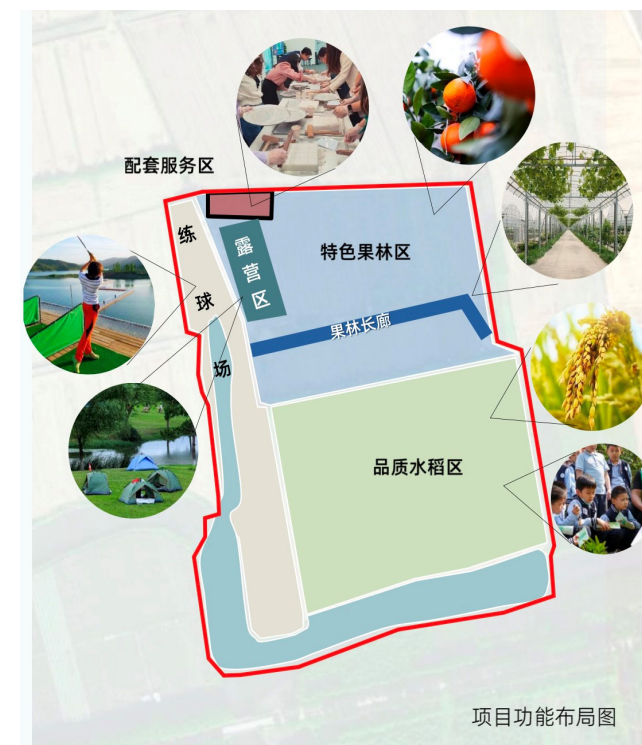 配套服务区
练球场
露营区
特色果林区
果林长廊
品质水稻区
项目功能布局图